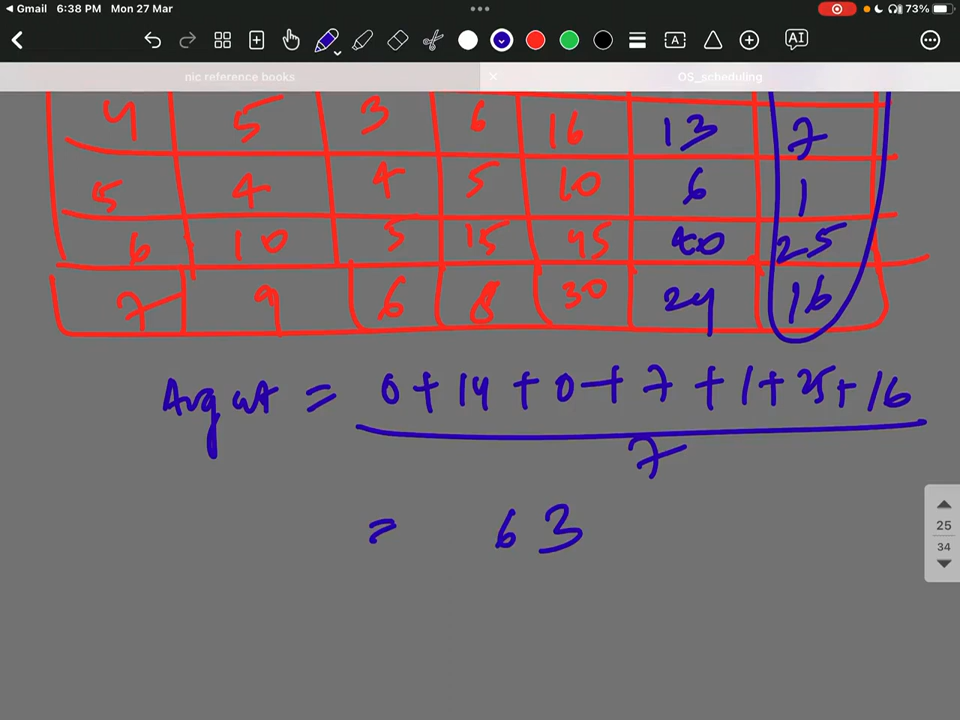 Gmail 6:38 PM Mon 27 Mar 73%
A AI
nic reference books OS_scheduling
4 5 3 6 16 13 7
5 4 4 5 10 6 1
6 10 5 15 45 40 25
7 9 6 8 30 24 16
Avg wt = 0 + 14 + 0 + 7 + 1 + 25 + 16
7
= 63
25
34